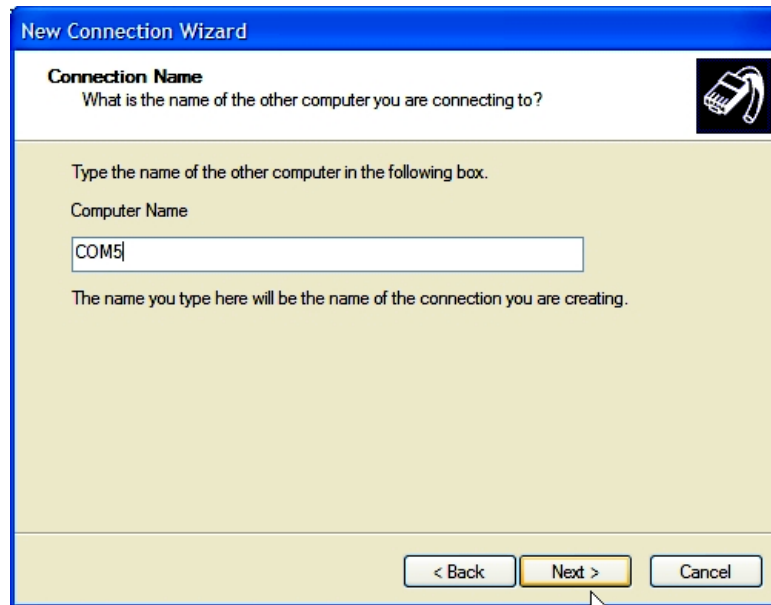 New Connection Wizard
Connection Name
What is the name of the other computer you are connecting to?
Type the name of the other computer in the following box.
Computer Name
COM5
The name you type here will be the name of the connection you are creating.
< Back Next > Cancel